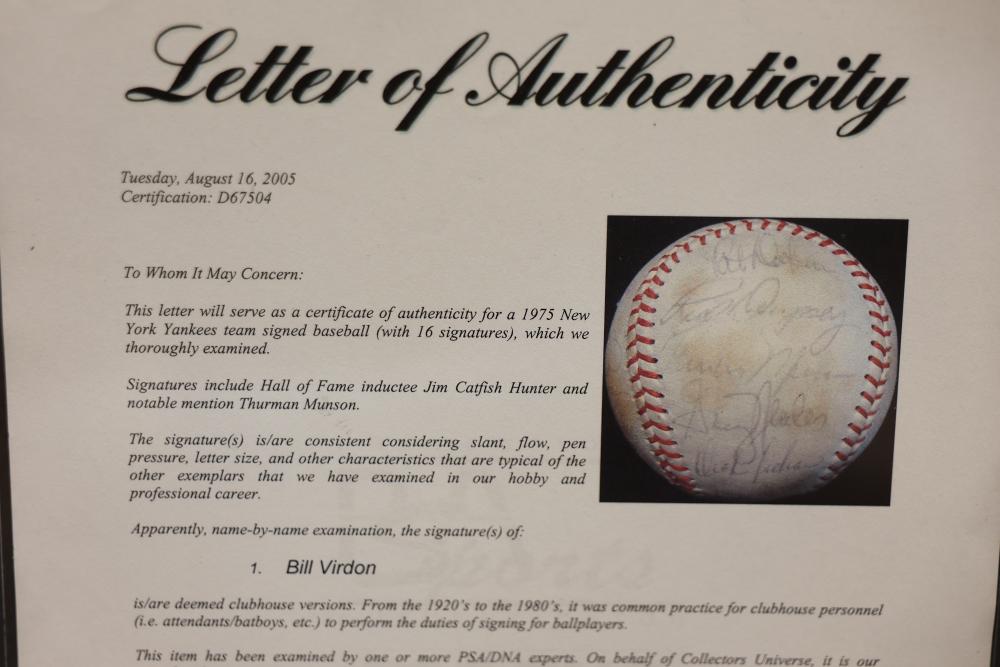 Letter of Authenticity
Tuesday, August 16, 2005
Certification: D67504
To Whom It May Concern:
This letter will serve as a certificate of authenticity for a 1975 New
York Yankees team signed baseball (with 16 signatures), which we
thoroughly examined.
Signatures include Hall of Fame inductee Jim Catfish Hunter and
notable mention Thurman Munson.
The signature(s) is/are consistent considering slant, flow, pen
pressure, letter size, and other characteristics that are typical of the
other exemplars that we have examined in our hobby and
professional career.
Apparently, name-by-name examination, the signature(s) of:
1. Bill Virdon
is/are deemed clubhouse versions. From the 1920's to the 1980's, it was common practice for clubhouse personnel
(i.e. attendants/batboys, etc.) to perform the duties of signing for ballplayers.
This item has been examined by one or more PSA/DNA experts. On behalf of Collectors Universe, it is our